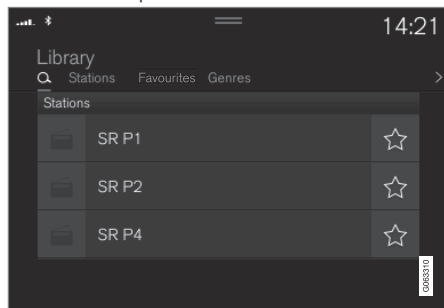 14:21
Library
Stations Favourites Genres
Stations
SR P1
SR P2
SR P4
G063310